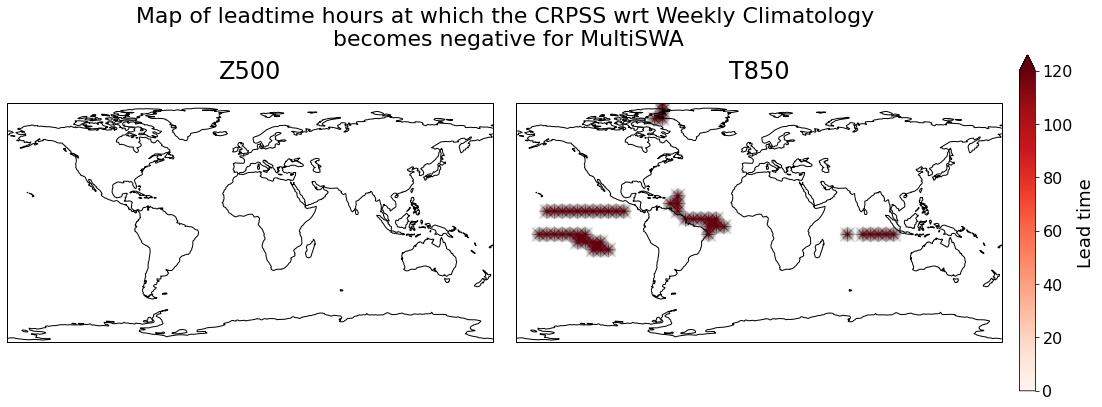 Map of leadtime hours at which the CRPSS wrt Weekly Climatology
becomes negative for MultiSWA
Z500
T850
120
100
80
60
40
20
0
Lead time